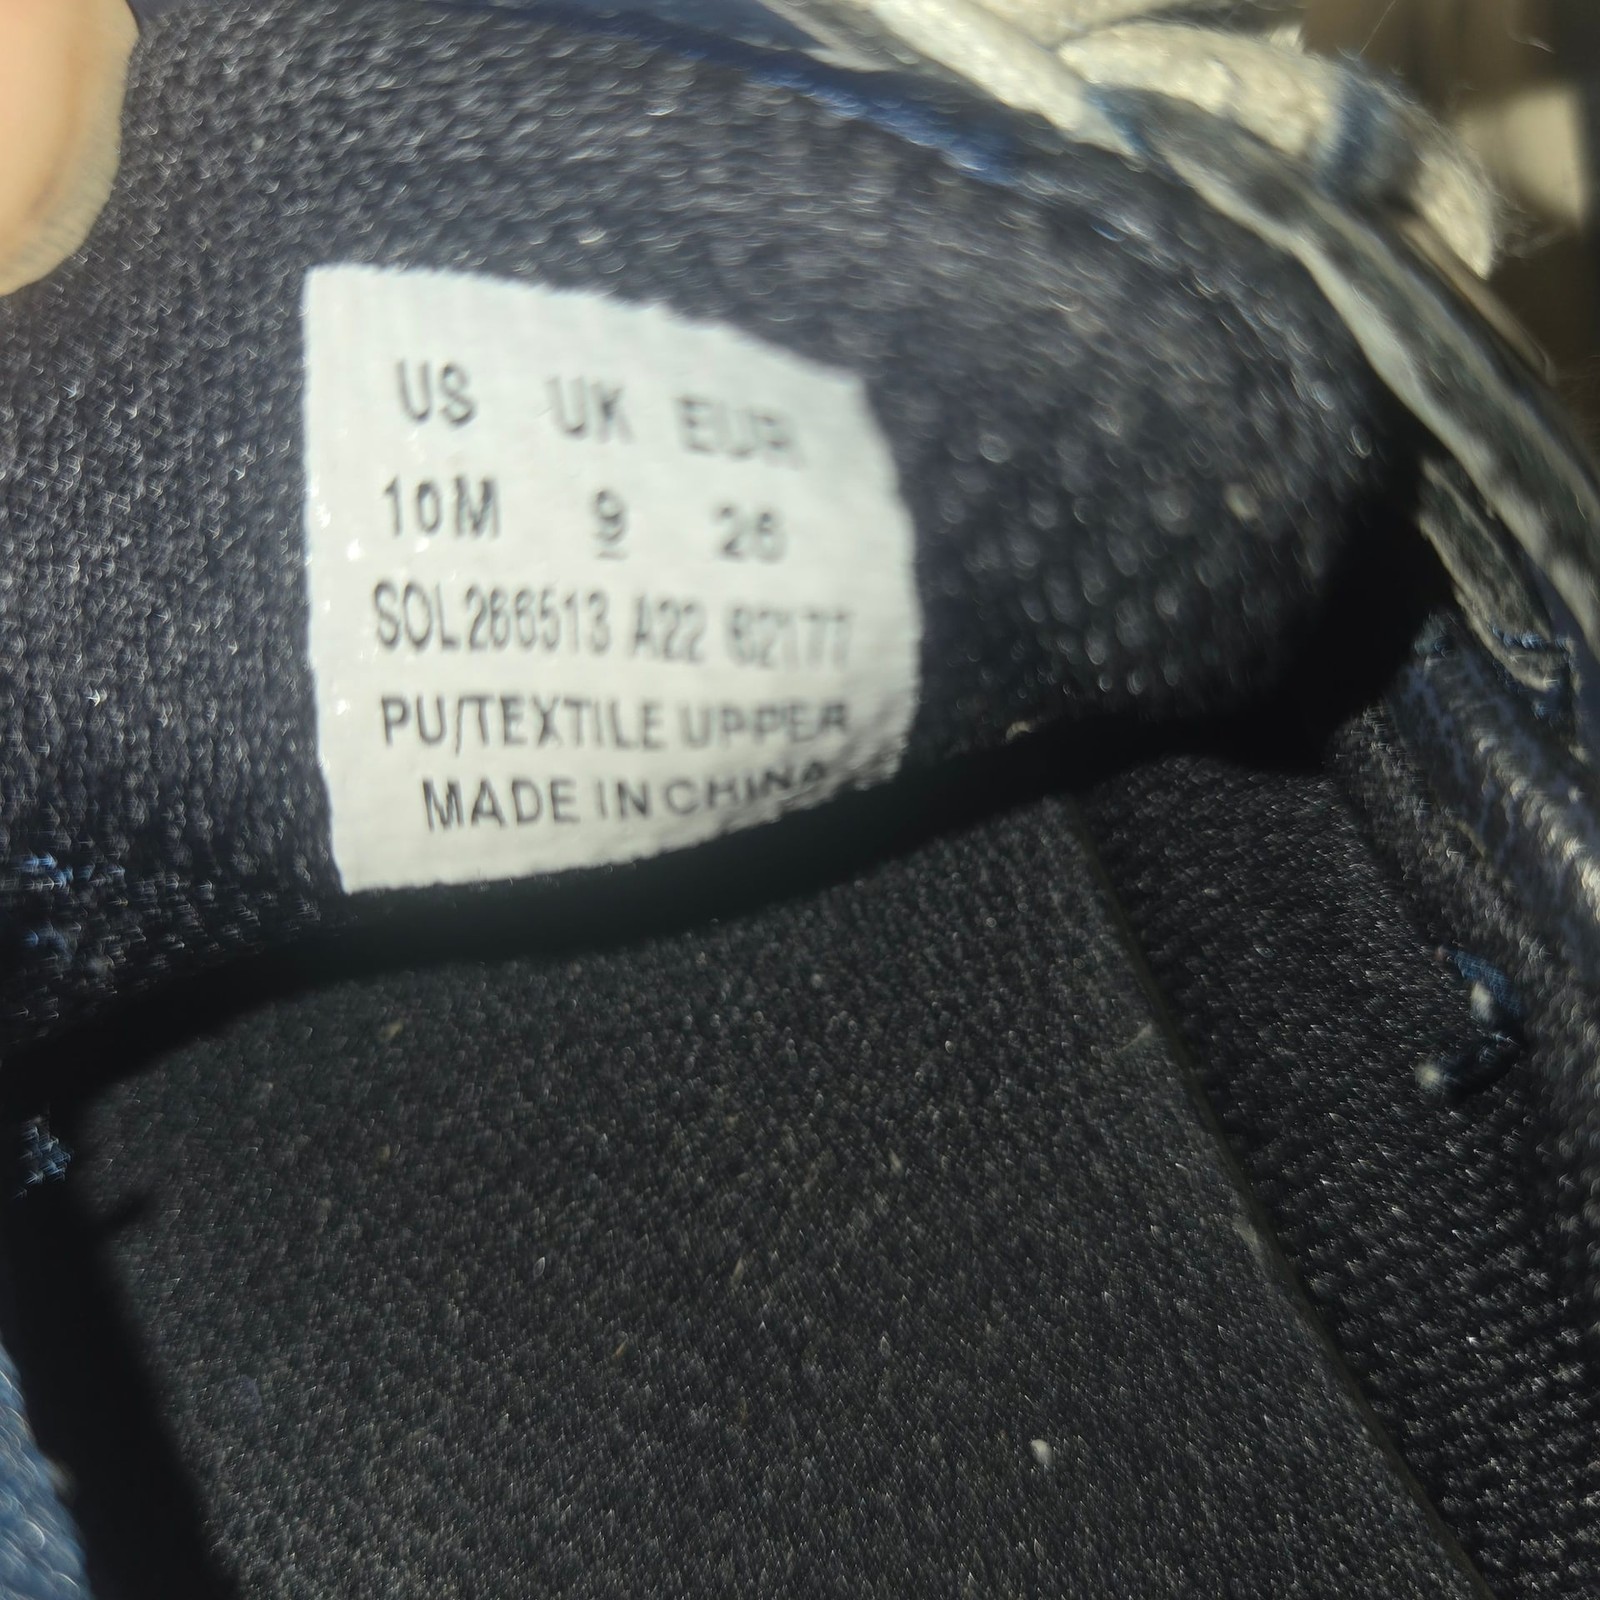 US UK EUR
10M 9 26
SOL266513 A22 62177
PU/TEXTILE UPPER
MADE IN CHINA